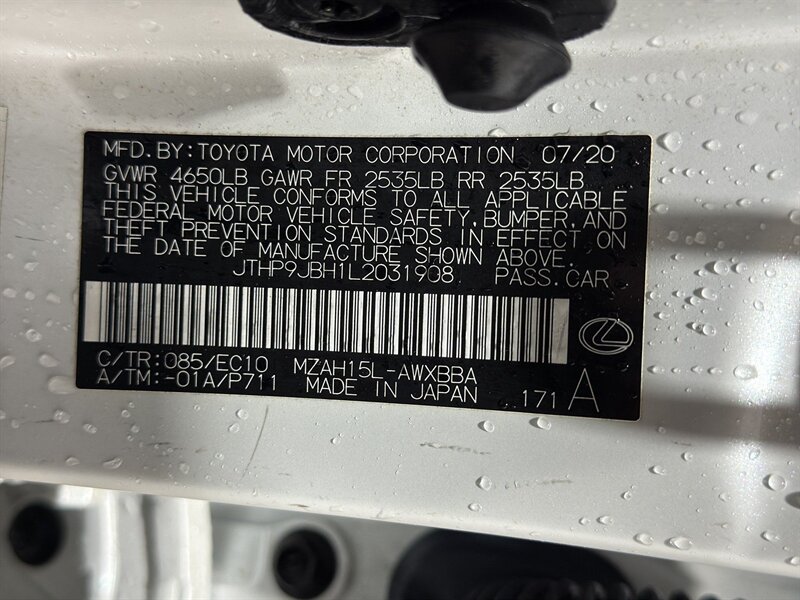 MFD.BY:TOYOTA MOTOR CORPORATION 07/20
GVWR 4650LB GAWR FR 2535LB RR 2535LB
THIS VEHICLE CONFORMS TO ALL APPLICABLE
FEDERAL MOTOR VEHICLE SAFETY,BUMPER,AND
THEFT PREVENTION STANDARDS IN EFFECT ON
THE DATE OF MANUFACTURE SHOWN ABOVE.
JTHP9JBH1L2031908 PASS.CAR
C/TR:085/EC10 MZAH15L-AWXBBA
A/TM:-01A/P711 MADE IN JAPAN 171 A